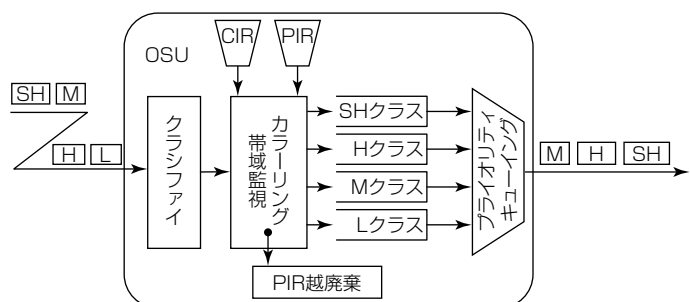 OSU
CIR
PIR
SH M
H L
クラシファイ
カラーリング
帯域監視
SHクラス
Hクラス
Mクラス
Lクラス
プライオリティ
キューイング
M H SH
PIR越廃棄